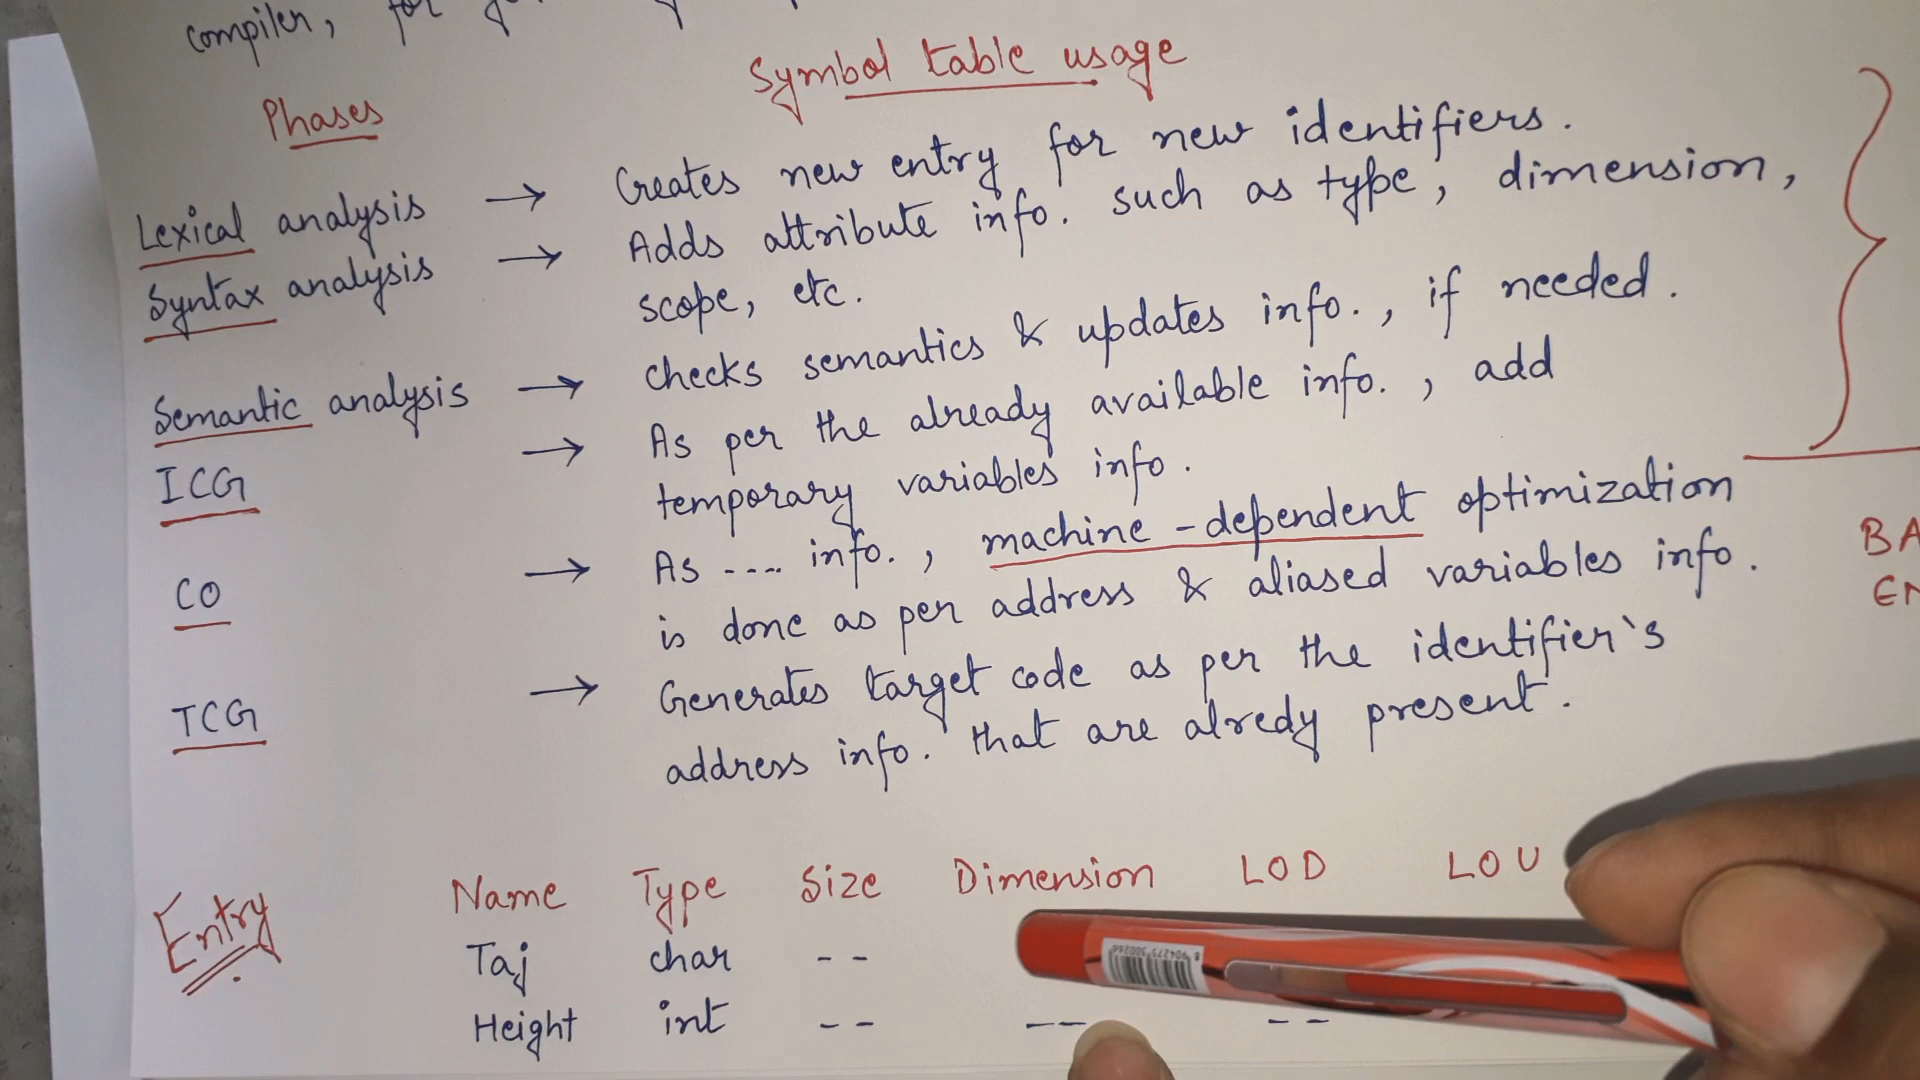 compiler, for
Symbol table usage
Phases
Lexical analysis → Creates new entry for new identifiers.
Syntax analysis → Adds attribute info. such as type, dimension,
scope, etc.
Semantic analysis → checks semantics & updates info., if needed.
ICG → As per the already available info., add
temporary variables info.
CO → As .... info., machine-dependent optimization
is done as per address & aliased variables info.
TCG → Generates target code as per the identifier's
address info. that are alredy present.
BA
EN
Entry
Name Type Size Dimension LOD LOU
Taj char --
Height int -- -- --